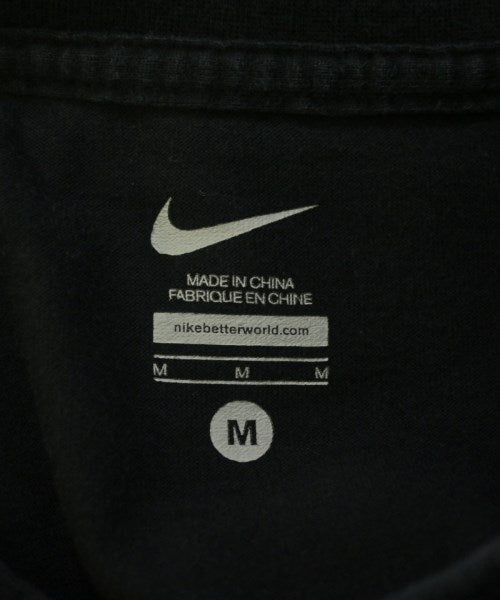 MADE IN CHINA
FABRIQUE EN CHINE
nikebetterworld.com
M M M
M